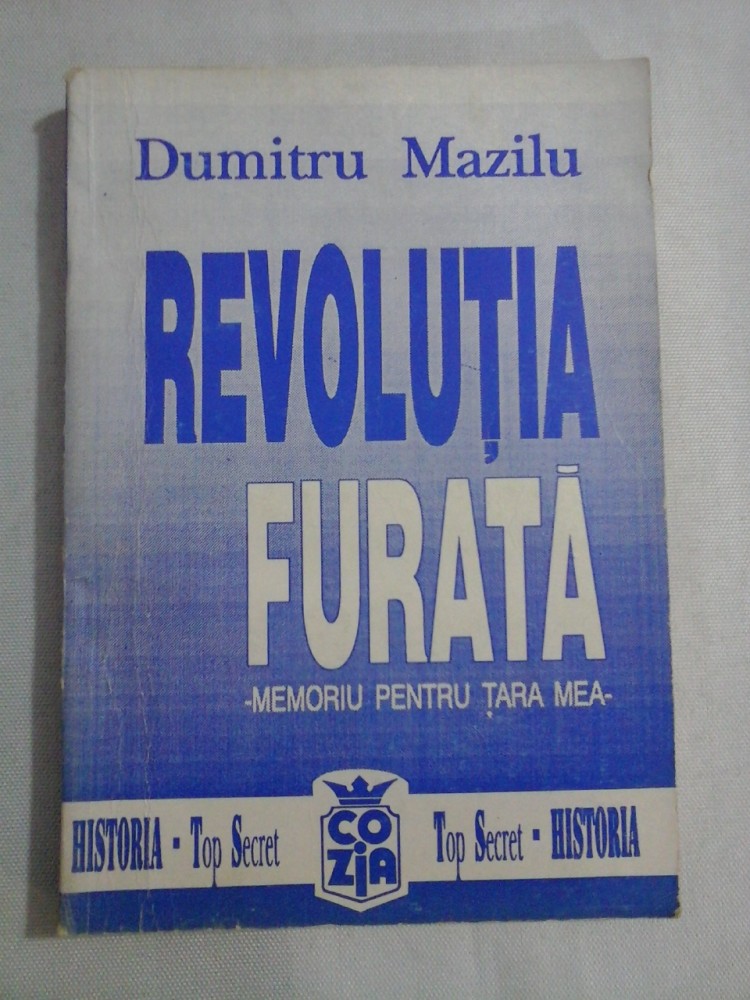 Dumitru Mazilu
REVOLUȚIA
FURATĂ
-MEMORIU PENTRU ȚARA MEA-
HISTORIA ▪ Top Secret
COZIA
Top Secret ▪ HISTORIA